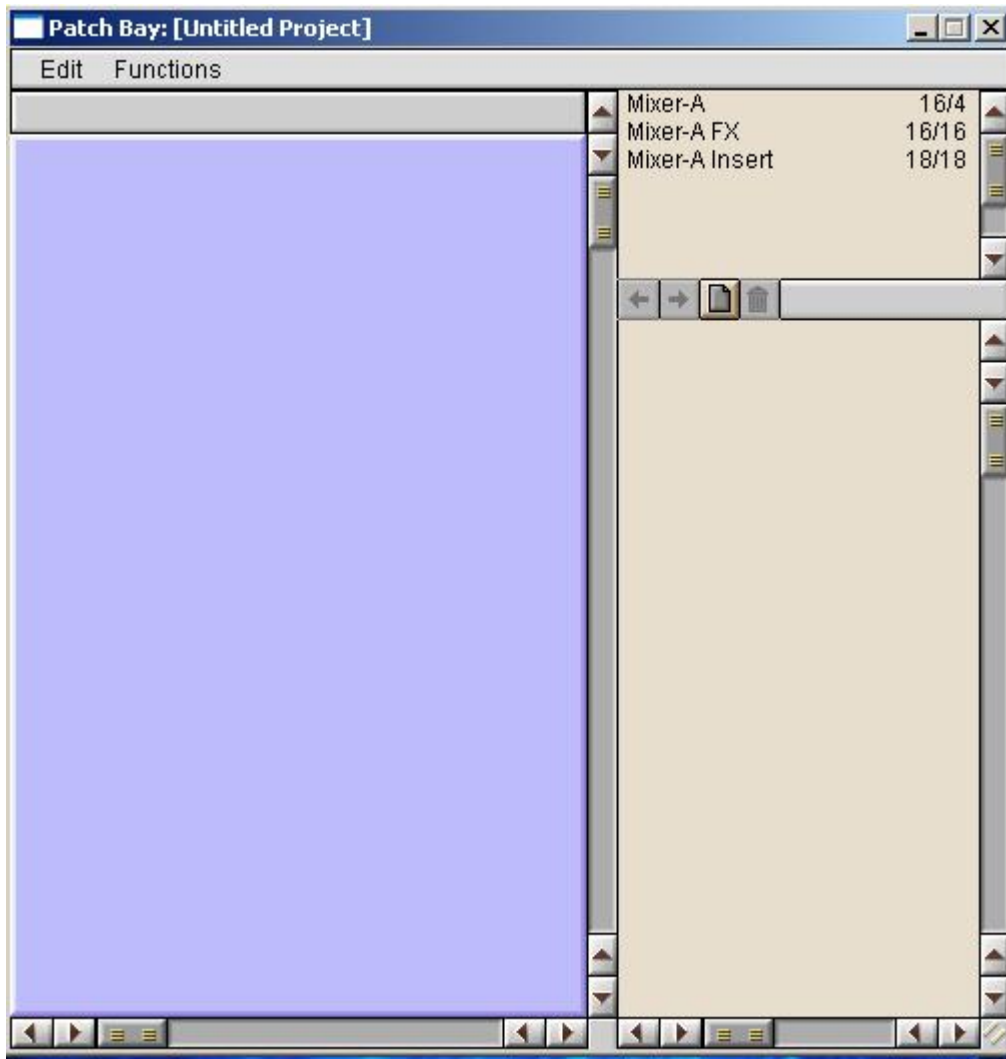 Patch Bay: [Untitled Project]
Edit Functions
Mixer-A 16/4
Mixer-A FX 16/16
Mixer-A Insert 18/18